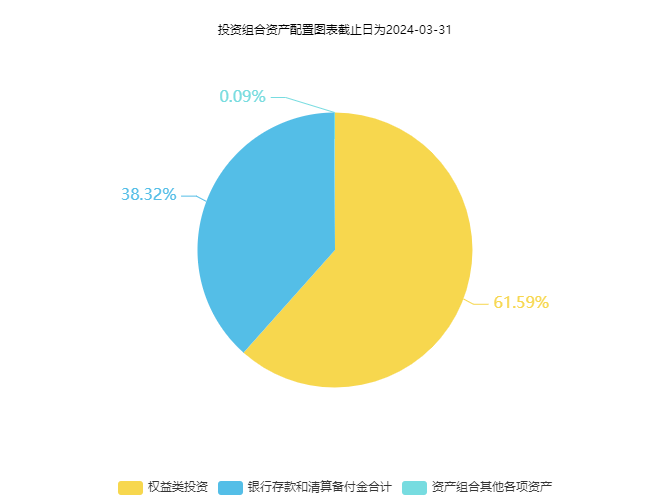 投资组合资产配置图表截止日为2024-03-31
0.09%
38.32%
61.59%
权益类投资
银行存款和清算备付金合计
资产组合其他各项资产